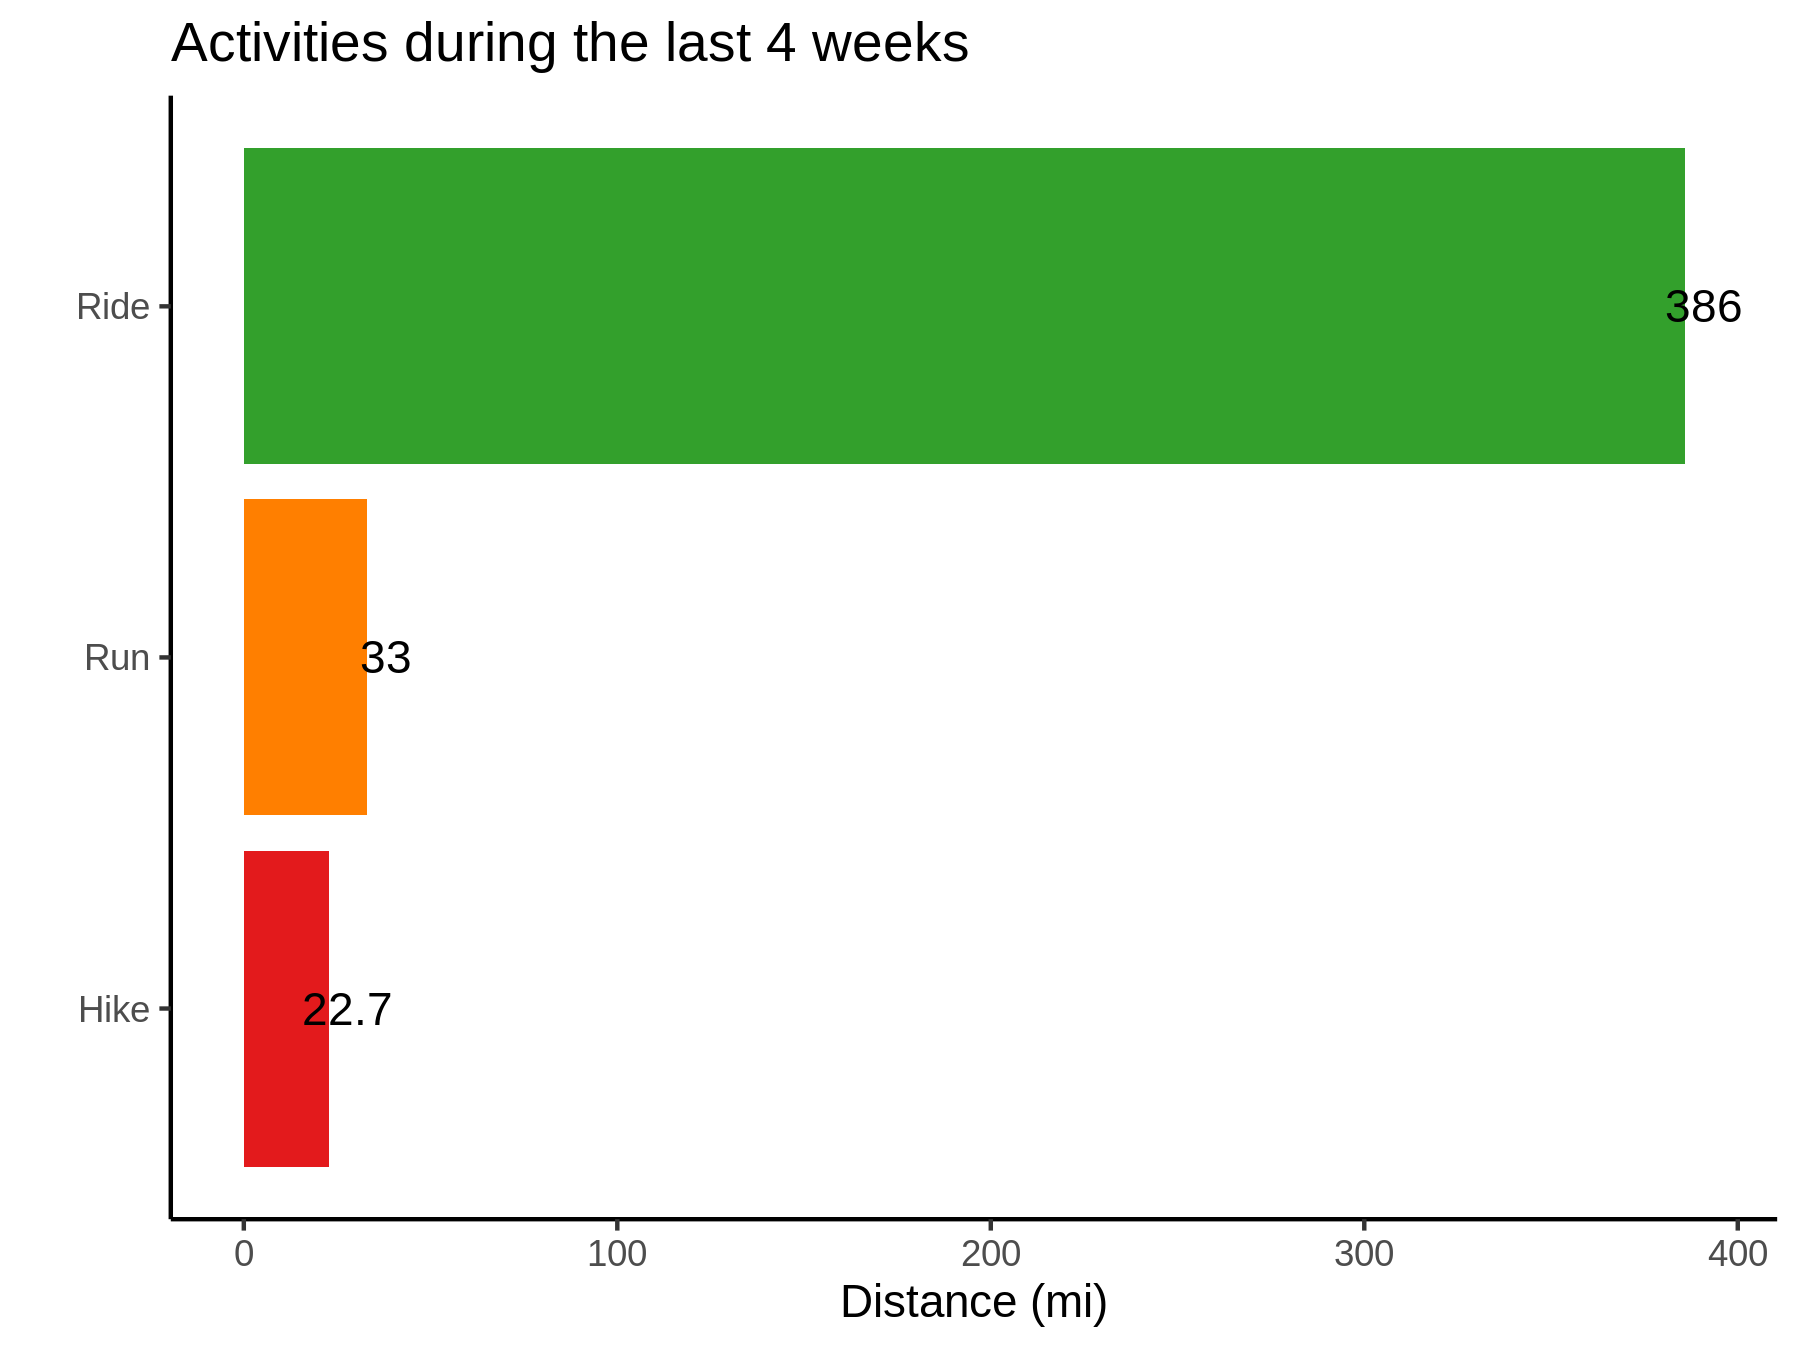 Activities during the last 4 weeks
Ride
386
Run
33
Hike
22.7
0 100 200 300 400
Distance (mi)